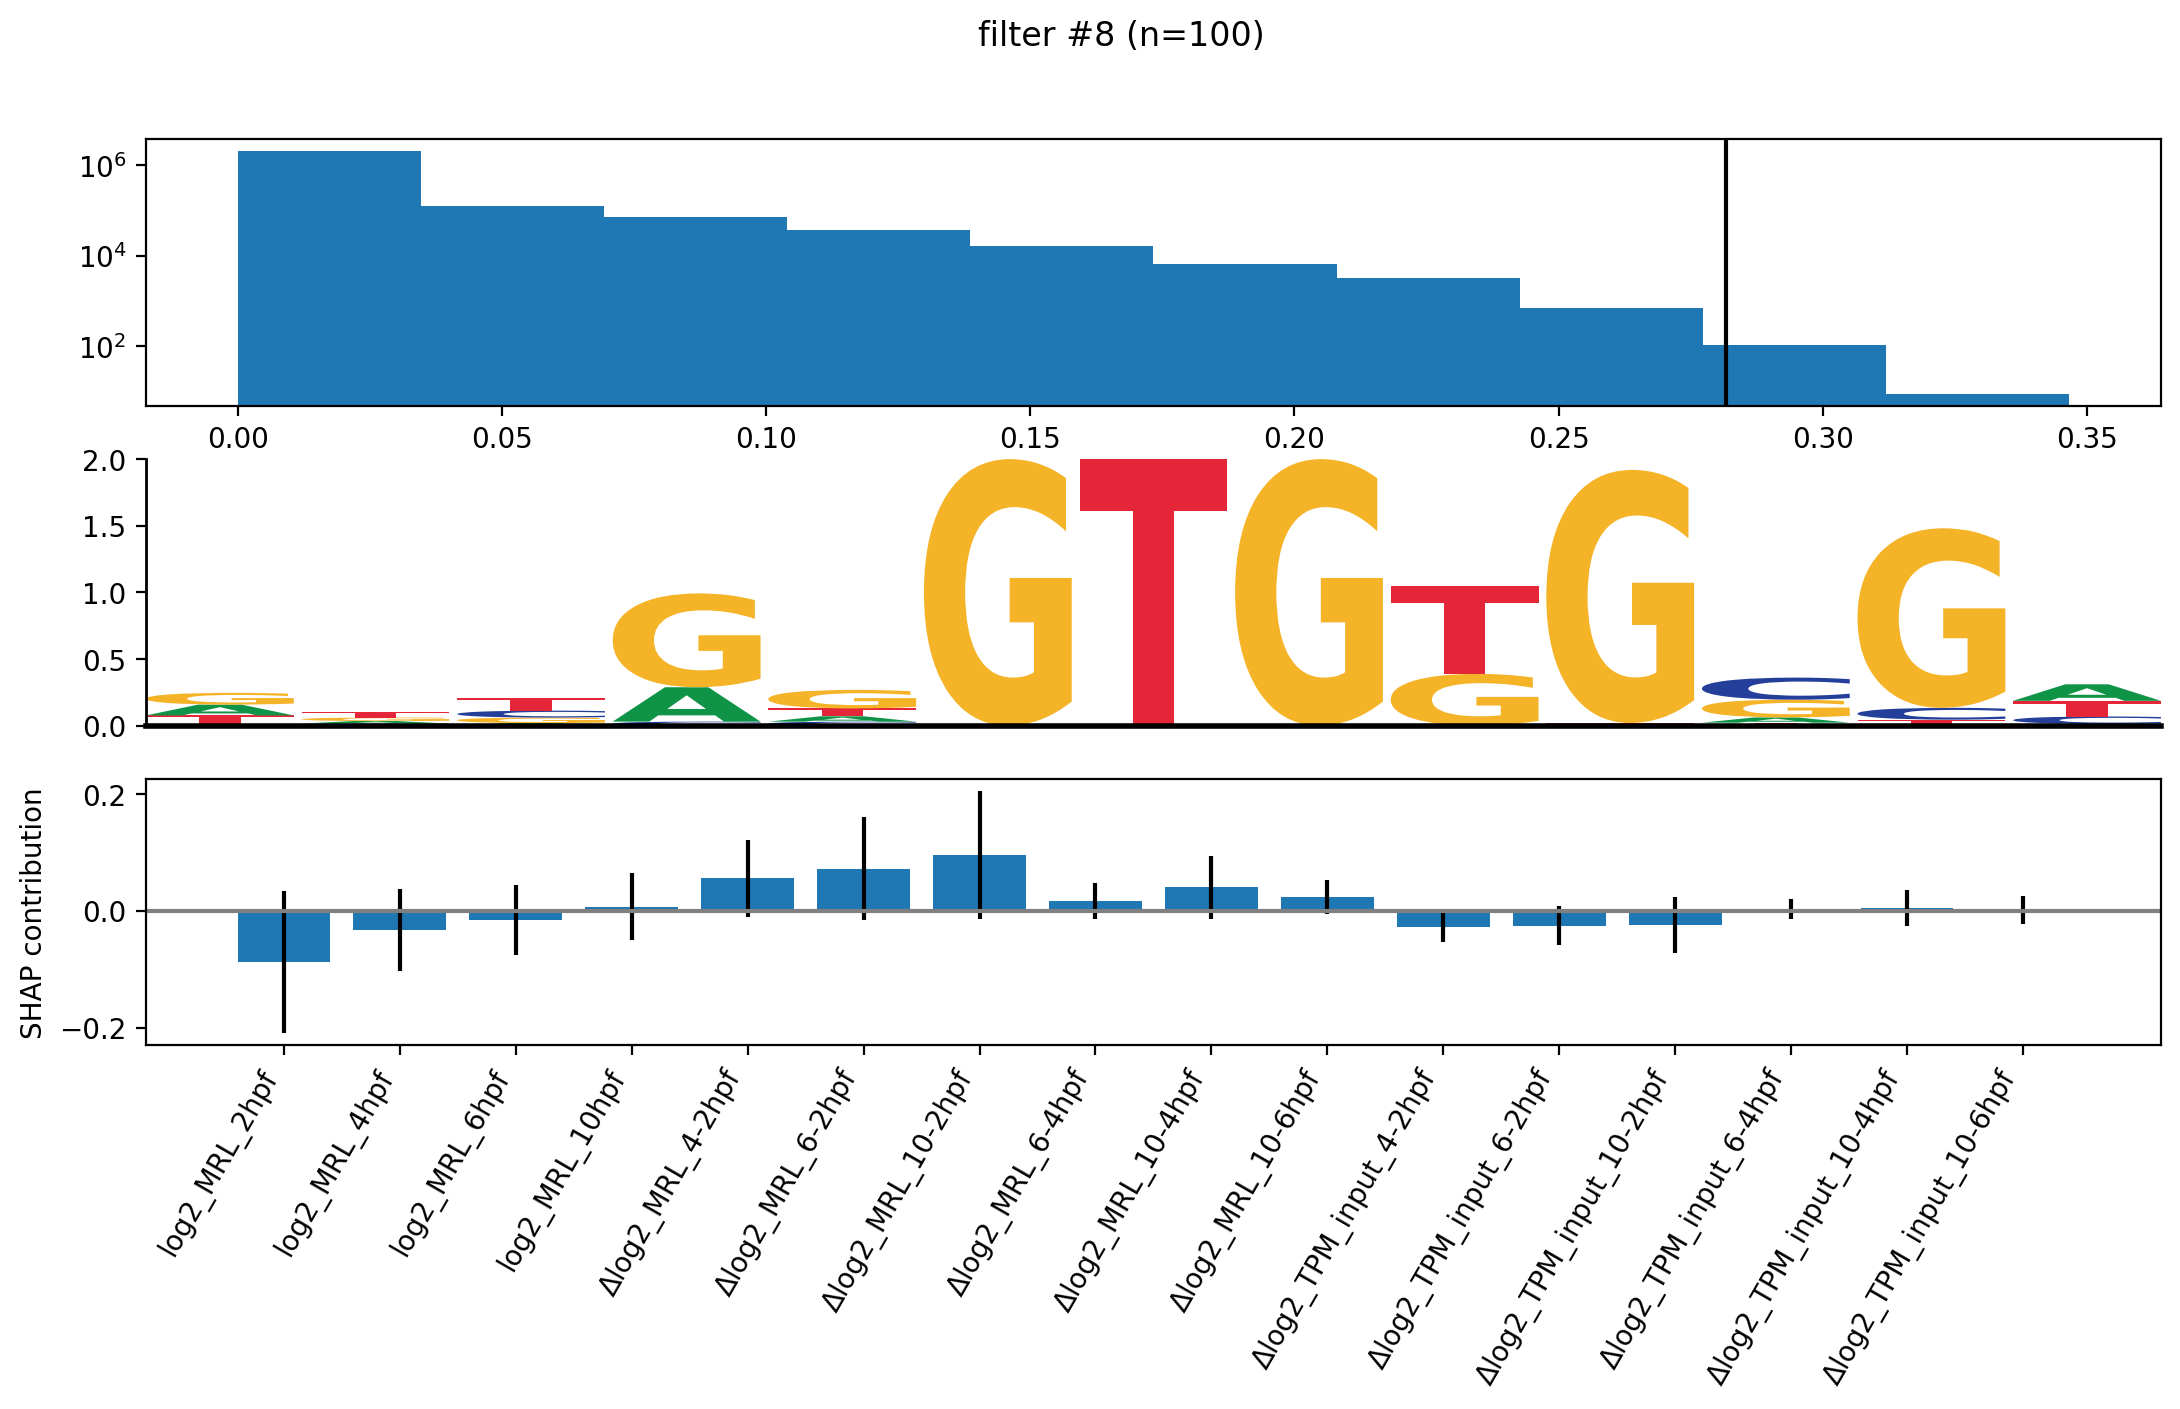 filter #8 (n=100)
10^6
10^4
10^2
0.00 0.05 0.10 0.15 0.20 0.25 0.30 0.35
2.0
1.5
1.0
0.5
0.0
GTGTG
SHAP contribution
0.2
0.0
−0.2
log2_MRL_2hpf
log2_MRL_4hpf
log2_MRL_6hpf
log2_MRL_10hpf
Δlog2_MRL_4-2hpf
Δlog2_MRL_6-2hpf
Δlog2_MRL_10-2hpf
Δlog2_MRL_6-4hpf
Δlog2_MRL_10-4hpf
Δlog2_MRL_10-6hpf
Δlog2_TPM_input_4-2hpf
Δlog2_TPM_input_6-2hpf
Δlog2_TPM_input_10-2hpf
Δlog2_TPM_input_6-4hpf
Δlog2_TPM_input_10-4hpf
Δlog2_TPM_input_10-6hpf